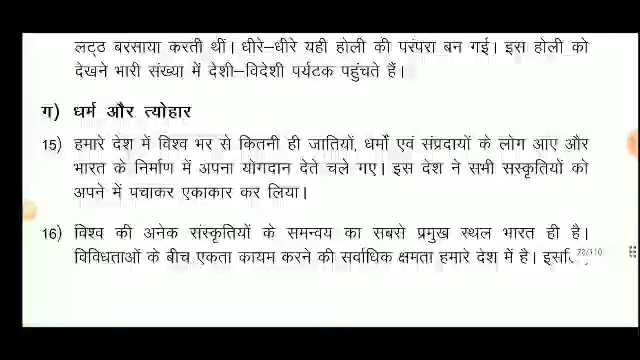 लट्ठ बरसाया करती थीं। धीरे–धीरे यही होली की परंपरा बन गई। इस होली को
देखने भारी संख्या में देशी–विदेशी पर्यटक पहुंचते हैं।
ग) धर्म और त्योहार
15) हमारे देश में विश्व भर से कितनी ही जातियों, धर्मों एवं संप्रदायों के लोग आए और
भारत के निर्माण में अपना योगदान देते चले गए। इस देश ने सभी सस्कृतियों को
अपने में पचाकर एकाकार कर लिया।
16) विश्व की अनेक संस्कृतियों के समन्वय का सबसे प्रमुख स्थल भारत ही है।
विविधताओं के बीच एकता कायम करने की सर्वाधिक क्षमता हमारे देश में है।